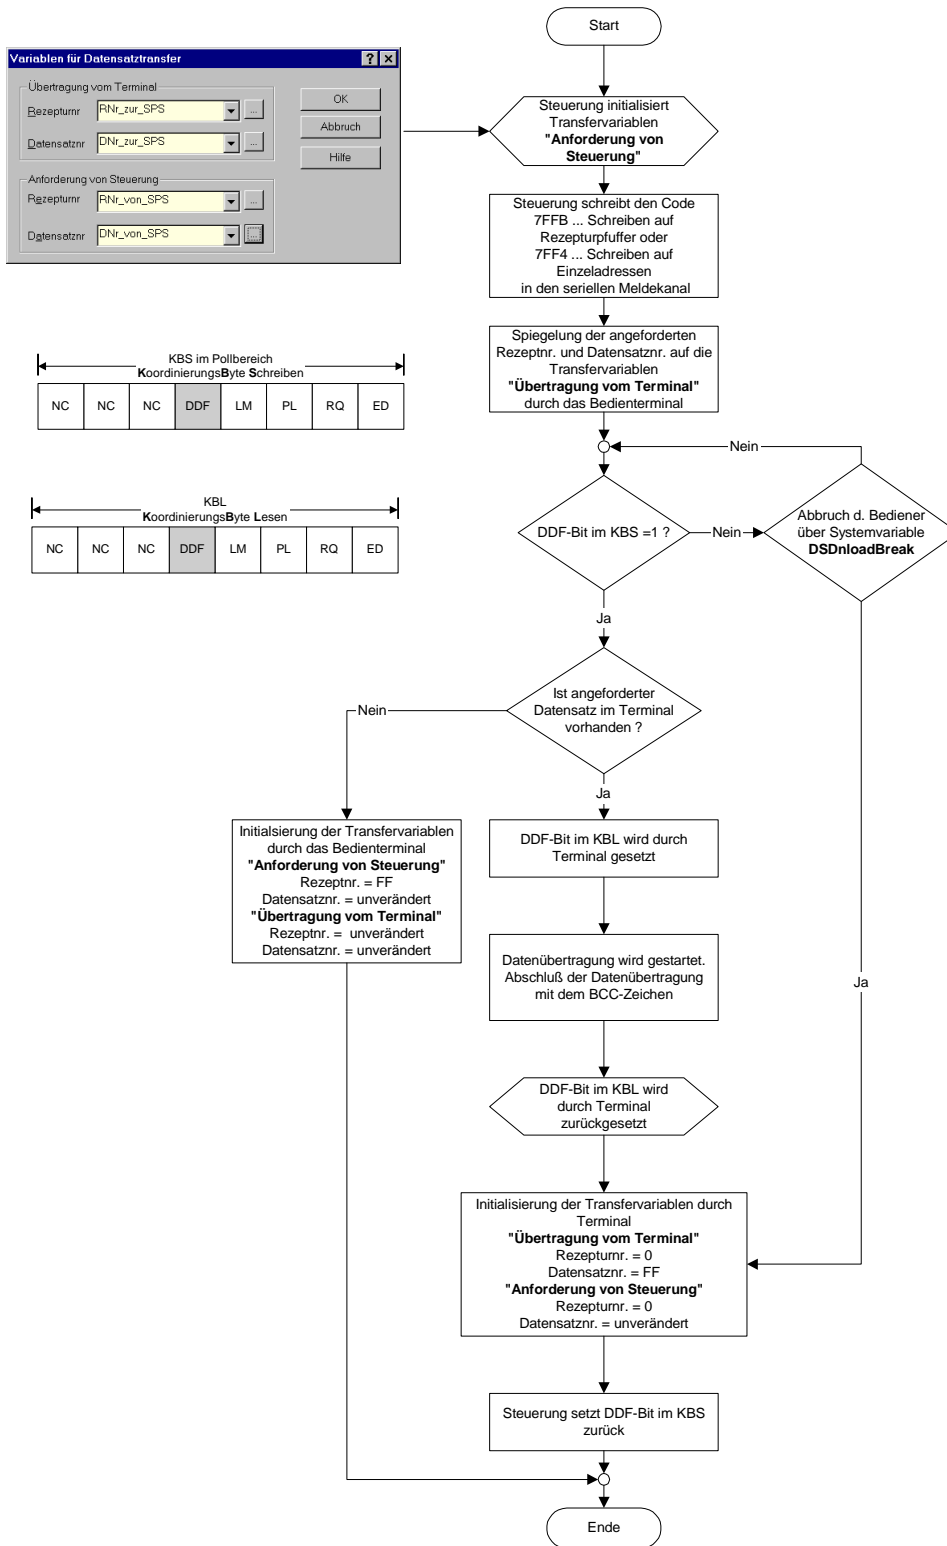 Start
Variablen für Datensatztransfer
Übertragung vom Terminal
Rezepturnr
RNr_zur_SPS
...
Datensatznr
DNr_zur_SPS
...
Anforderung von Steuerung
Rezepturnr
RNr_von_SPS
...
Datensatznr
DNr_von_SPS
...
OK
Abbruch
Hilfe
Steuerung initialisiert
Transfervariablen
"Anforderung von
Steuerung"
Steuerung schreibt den Code
7FFB ... Schreiben auf
Rezepturpfuffer oder
7FF4 ... Schreiben auf
Einzeladressen
in den seriellen Meldekanal
Spiegelung der angeforderten
Rezeptnr. und Datensatznr. auf die
Transfervariablen
"Übertragung vom Terminal"
durch das Bedienterminal
KBS im Pollbereich
KoordinierungsByte Schreiben
NC NC NC DDF LM PL RQ ED
KBL
KoordinierungsByte Lesen
NC NC NC DDF LM PL RQ ED
Nein
DDF-Bit im KBS =1 ?
Nein
Abbruch d. Bediener
über Systemvariable
DSDnloadBreak
Ja
Ist angeforderter
Datensatz im Terminal
vorhanden ?
Nein
Ja
Initialsierung der Transfervariablen
durch das Bedienterminal
"Anforderung von Steuerung"
Rezeptnr. = FF
Datensatznr. = unverändert
"Übertragung vom Terminal"
Rezeptnr. = unverändert
Datensatznr. = unverändert
DDF-Bit im KBL wird durch
Terminal gesetzt
Datenübertragung wird gestartet.
Abschluß der Datenübertragung
mit dem BCC-Zeichen
Ja
DDF-Bit im KBL wird
durch Terminal
zurückgesetzt
Initialisierung der Transfervariablen durch
Terminal
"Übertragung vom Terminal"
Rezepturnr. = 0
Datensatznr. = FF
"Anforderung von Steuerung"
Rezepturnr. = 0
Datensatznr. = unverändert
Steuerung setzt DDF-Bit im KBS
zurück
Ende